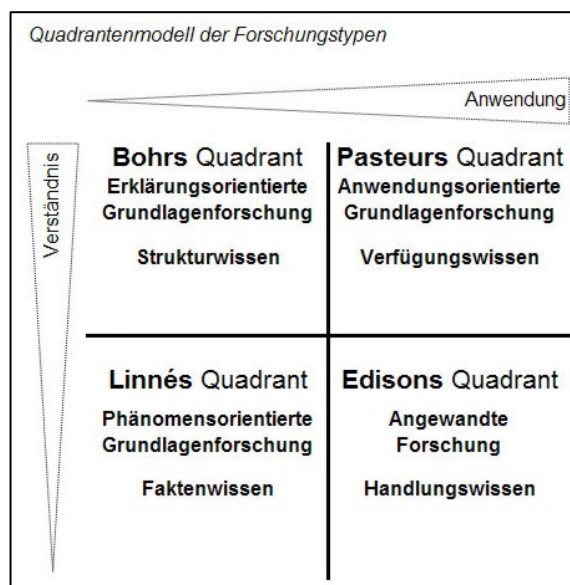 Quadrantenmodell der Forschungstypen
Anwendung
Verständnis
Bohrs Quadrant
Erklärungsorientierte
Grundlagenforschung
Strukturwissen
Pasteurs Quadrant
Anwendungsorientierte
Grundlagenforschung
Verfügungswissen
Linnés Quadrant
Phänomensorientierte
Grundlagenforschung
Faktenwissen
Edisons Quadrant
Angewandte
Forschung
Handlungswissen